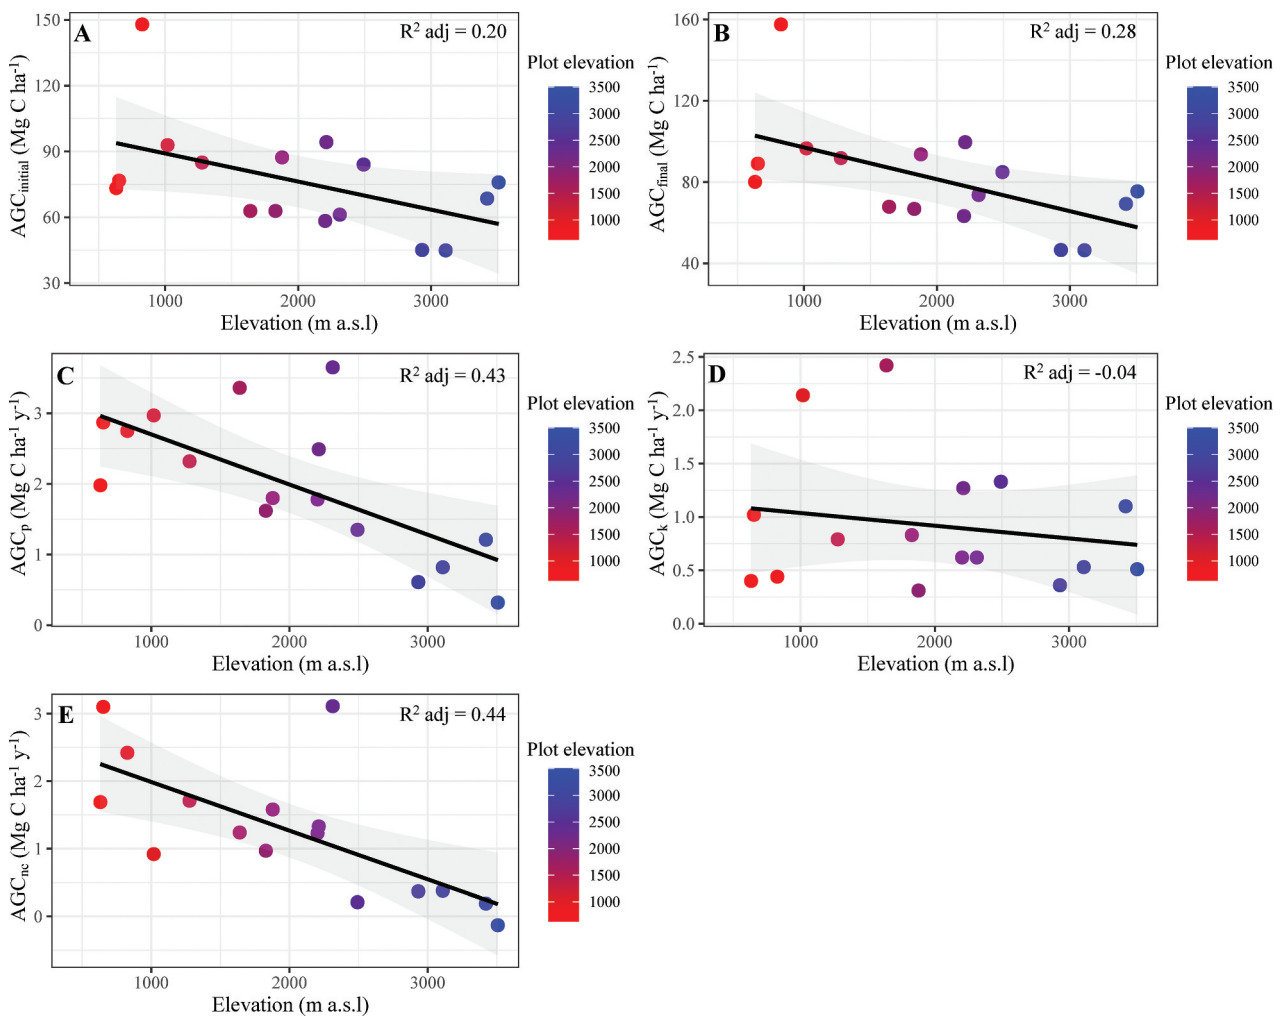 A
R² adj = 0.20
AGCinitial (Mg C ha⁻¹)
150
120
90
60
30
1000 2000 3000
Elevation (m a.s.l)
Plot elevation
3500
3000
2500
2000
1500
1000
B
R² adj = 0.28
AGCfinal (Mg C ha⁻¹)
160
120
80
40
1000 2000 3000
Elevation (m a.s.l)
Plot elevation
3500
3000
2500
2000
1500
1000
C
R² adj = 0.43
AGCp (Mg C ha⁻¹ y⁻¹)
3
2
1
0
1000 2000 3000
Elevation (m a.s.l)
Plot elevation
3500
3000
2500
2000
1500
1000
D
R² adj = -0.04
AGCk (Mg C ha⁻¹ y⁻¹)
2.5
2.0
1.5
1.0
0.5
0.0
1000 2000 3000
Elevation (m a.s.l)
Plot elevation
3500
3000
2500
2000
1500
1000
E
R² adj = 0.44
AGCnc (Mg C ha⁻¹ y⁻¹)
3
2
1
0
1000 2000 3000
Elevation (m a.s.l)
Plot elevation
3500
3000
2500
2000
1500
1000